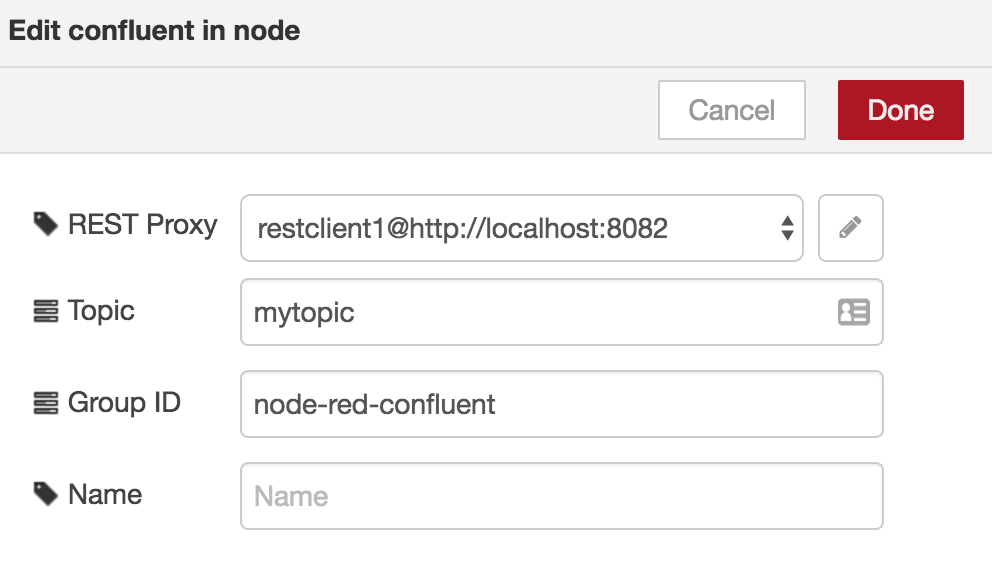 Edit confluent in node
Cancel Done
REST Proxy restclient1@http://localhost:8082
Topic mytopic
Group ID node-red-confluent
Name Name